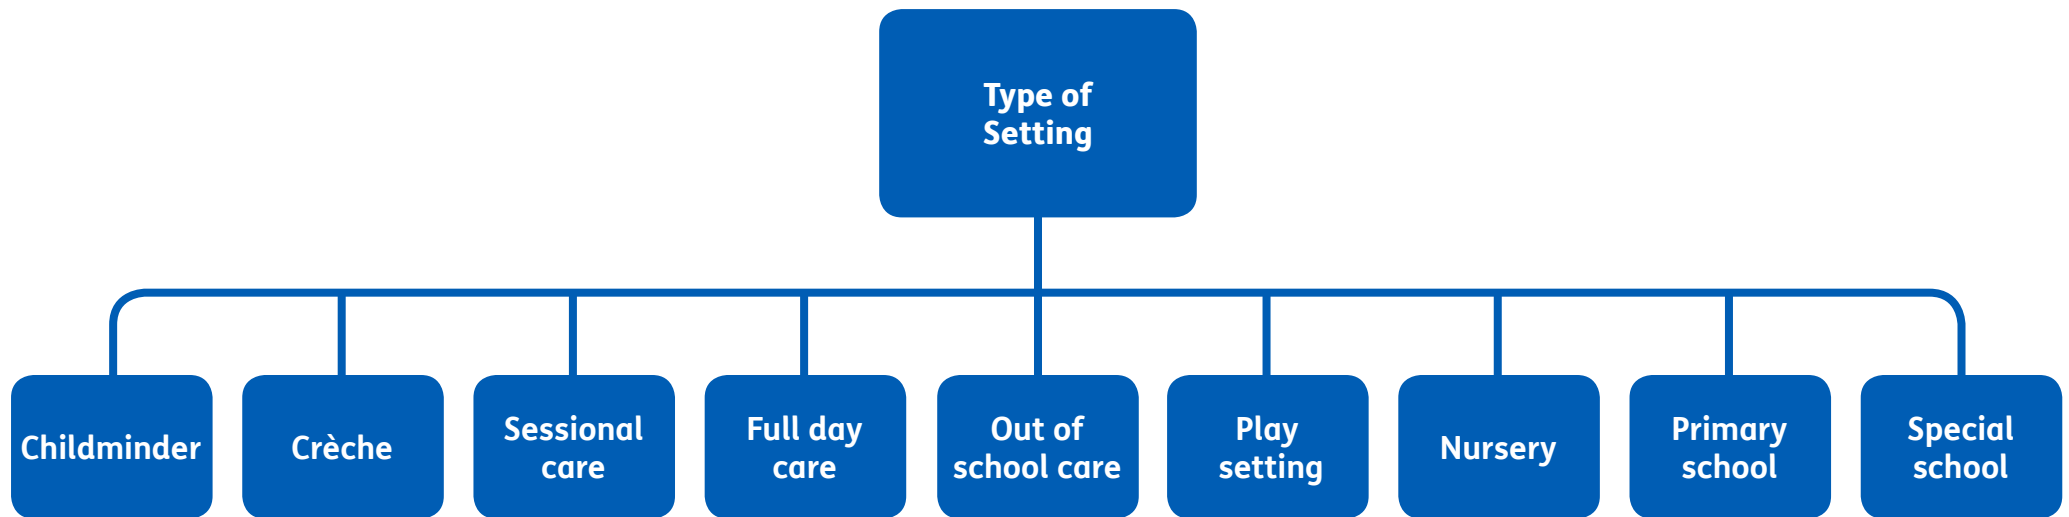 Type of
Setting
Childminder
Crèche
Sessional
care
Full day
care
Out of
school care
Play
setting
Nursery
Primary
school
Special
school